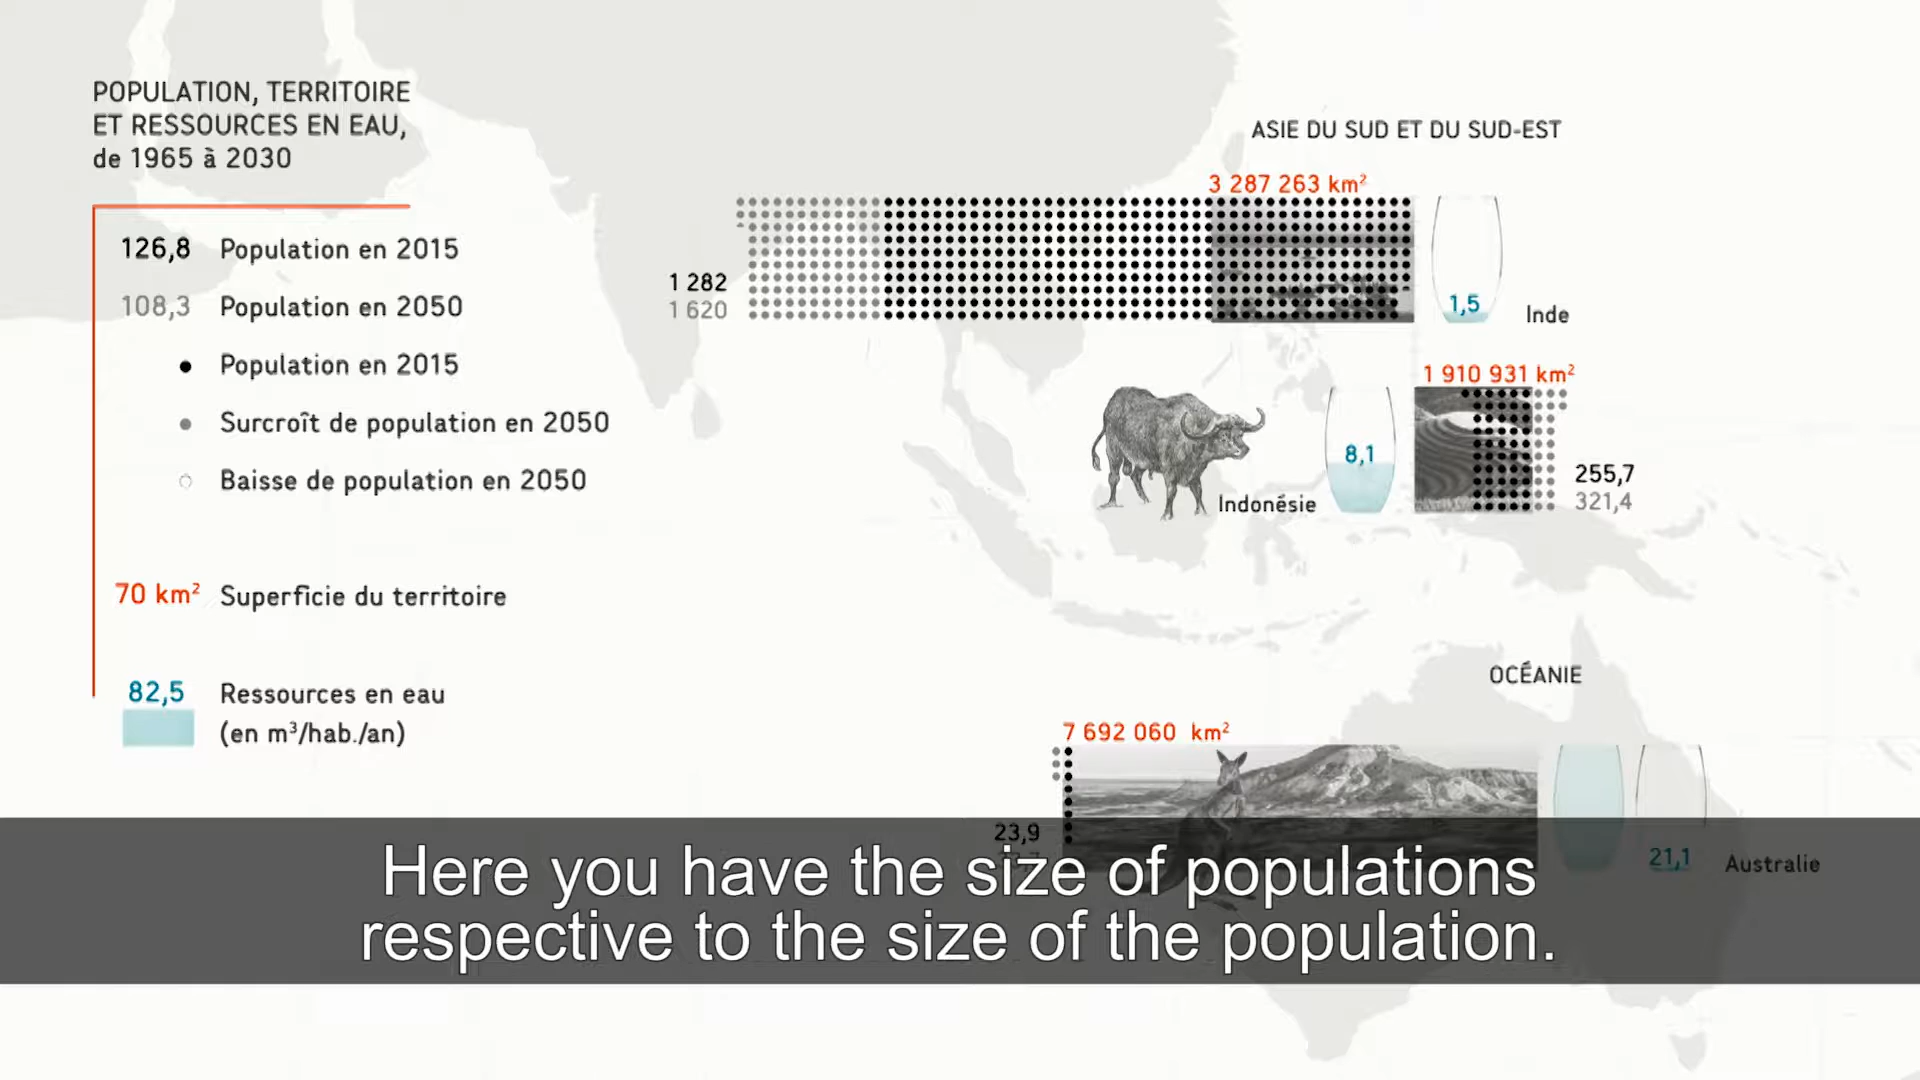 POPULATION, TERRITOIRE
ET RESSOURCES EN EAU,
de 1965 à 2030
126,8 Population en 2015
108,3 Population en 2050
Population en 2015
Surcroît de population en 2050
Baisse de population en 2050
70 km² Superficie du territoire
82,5 Ressources en eau
(en m³/hab./an)
ASIE DU SUD ET DU SUD-EST
3 287 263 km²
1 282
1 620
1,5
Inde
1 910 931 km²
8,1
Indonésie
255,7
321,4
OCÉANIE
7 692 060 km²
23,9
21,1
Australie
Here you have the size of populations
respective to the size of the population.